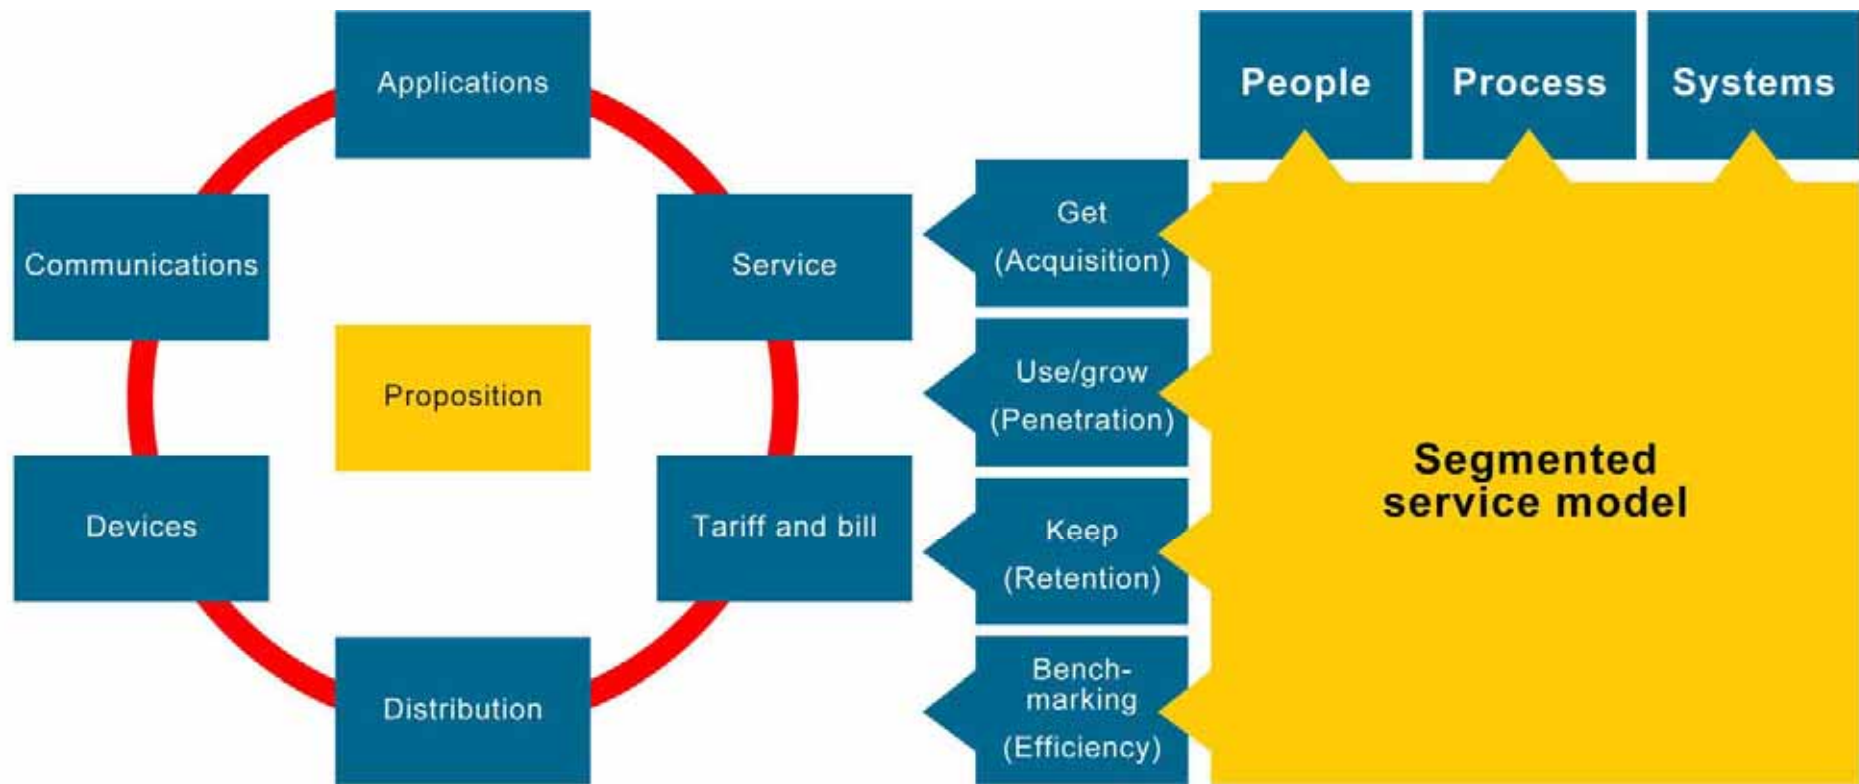 Applications
Communications
Service
Proposition
Devices
Tariff and bill
Distribution
People
Process
Systems
Get
(Acquisition)
Use/grow
(Penetration)
Keep
(Retention)
Bench-
marking
(Efficiency)
Segmented
service model